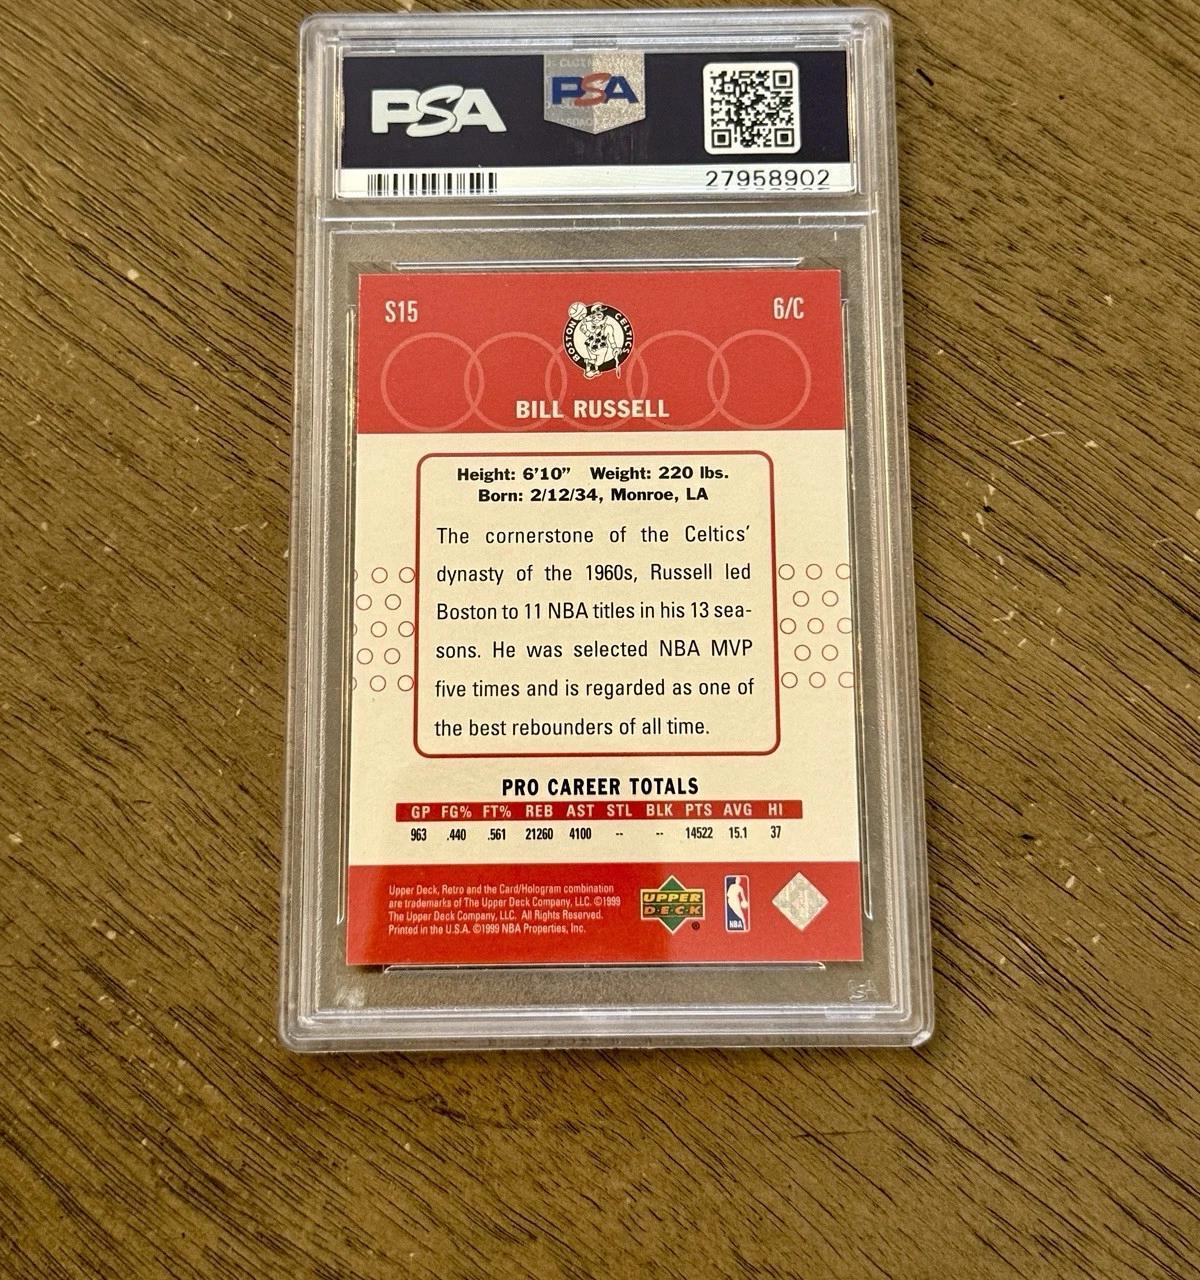 PSA
PSA
27958902
S15
6/C
BOSTON CELTICS
BILL RUSSELL
Height: 6'10” Weight: 220 lbs.
Born: 2/12/34, Monroe, LA
The cornerstone of the Celtics'
dynasty of the 1960s, Russell led
Boston to 11 NBA titles in his 13 sea-
sons. He was selected NBA MVP
five times and is regarded as one of
the best rebounders of all time.
PRO CAREER TOTALS
GP FG% FT% REB AST STL BLK PTS AVG HI
963 .440 .561 21260 4100 -- -- 14522 15.1 37
Upper Deck, Retro and the Card/Hologram combination
are trademarks of The Upper Deck Company, LLC. ©1999
The Upper Deck Company, LLC. All Rights Reserved.
Printed in the U.S.A. ©1999 NBA Properties, Inc.
UPPER
DECK
®
NBA